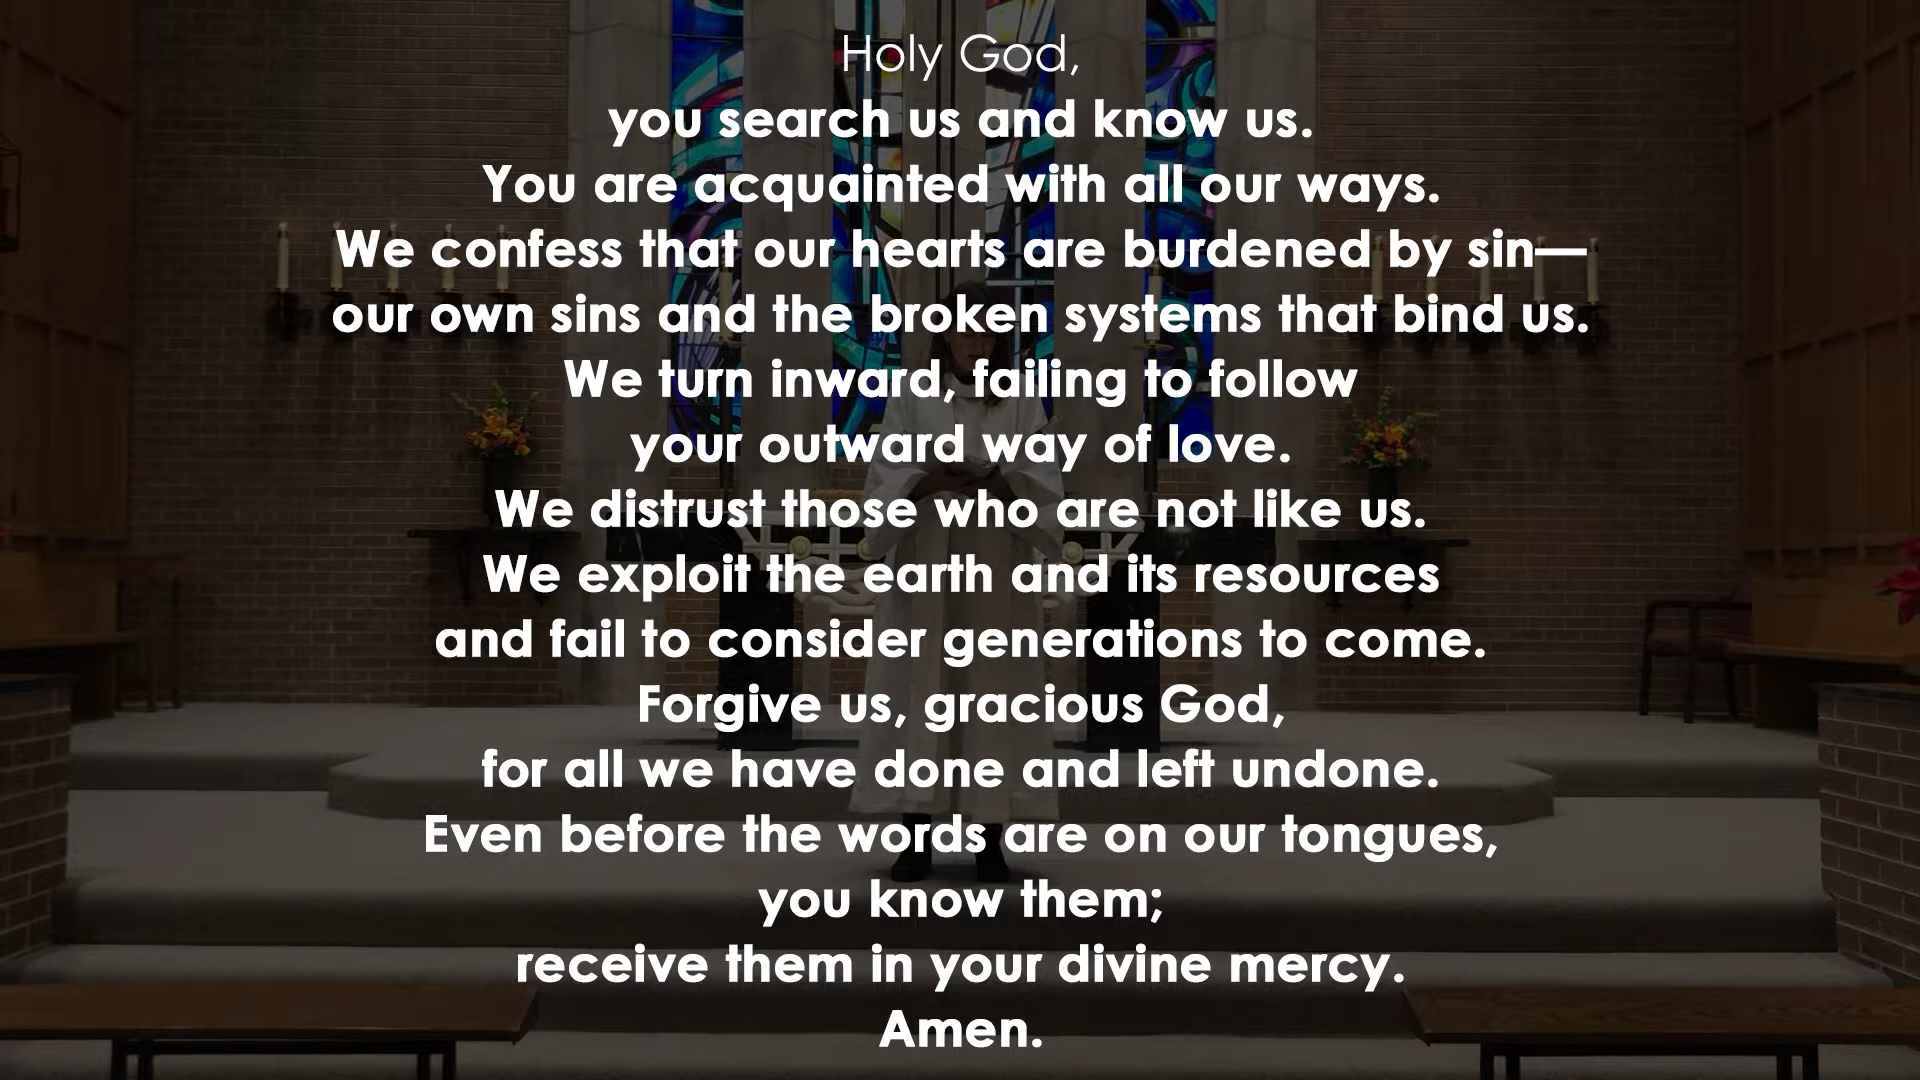 Holy God,
you search us and know us.
You are acquainted with all our ways.
We confess that our hearts are burdened by sin—
our own sins and the broken systems that bind us.
We turn inward, failing to follow
your outward way of love.
We distrust those who are not like us.
We exploit the earth and its resources
and fail to consider generations to come.
Forgive us, gracious God,
for all we have done and left undone.
Even before the words are on our tongues,
you know them;
receive them in your divine mercy.
Amen.